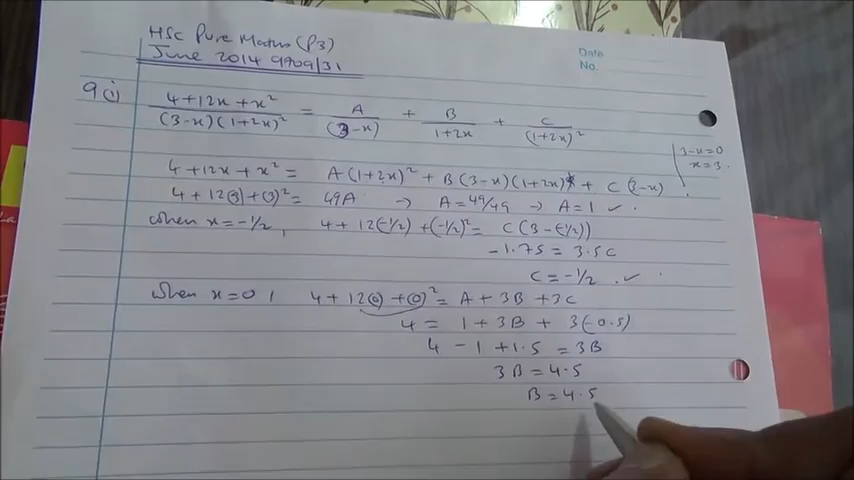 HSC Pure Maths (P3)
June 2014 9709/31
Date
No.
9(i) 4+12x+x² / (3-x)(1+2x)² = A/(3-x) + B/1+2x + C/(1+2x)²
3-x=0
x=3.
4+12x+x² = A(1+2x)² + B(3-x)(1+2x) + C(3-x)
4+12(3)+(3)² = 49A → A=49/49 → A=1 ✓.
when x=-1/2, 4+12(-1/2)+(-1/2)² = C(3-(-1/2))
-1.75 = 3.5C
C=-1/2. ✓
when x=0, 4+12(0)+(0)² = A+3B+3C
4 = 1+3B+ 3(-0.5)
4 -1 +1.5 = 3B
3B=4.5
B=4.5